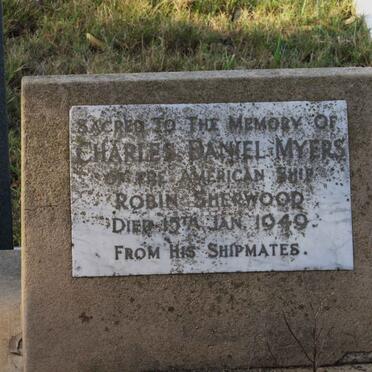 SACRED TO THE MEMORY OF
CHARLES DANIEL MYERS
OF THE AMERICAN SHIP
ROBIN SHERWOOD
DIED 15TH JAN. 1949.
FROM HIS SHIPMATES.